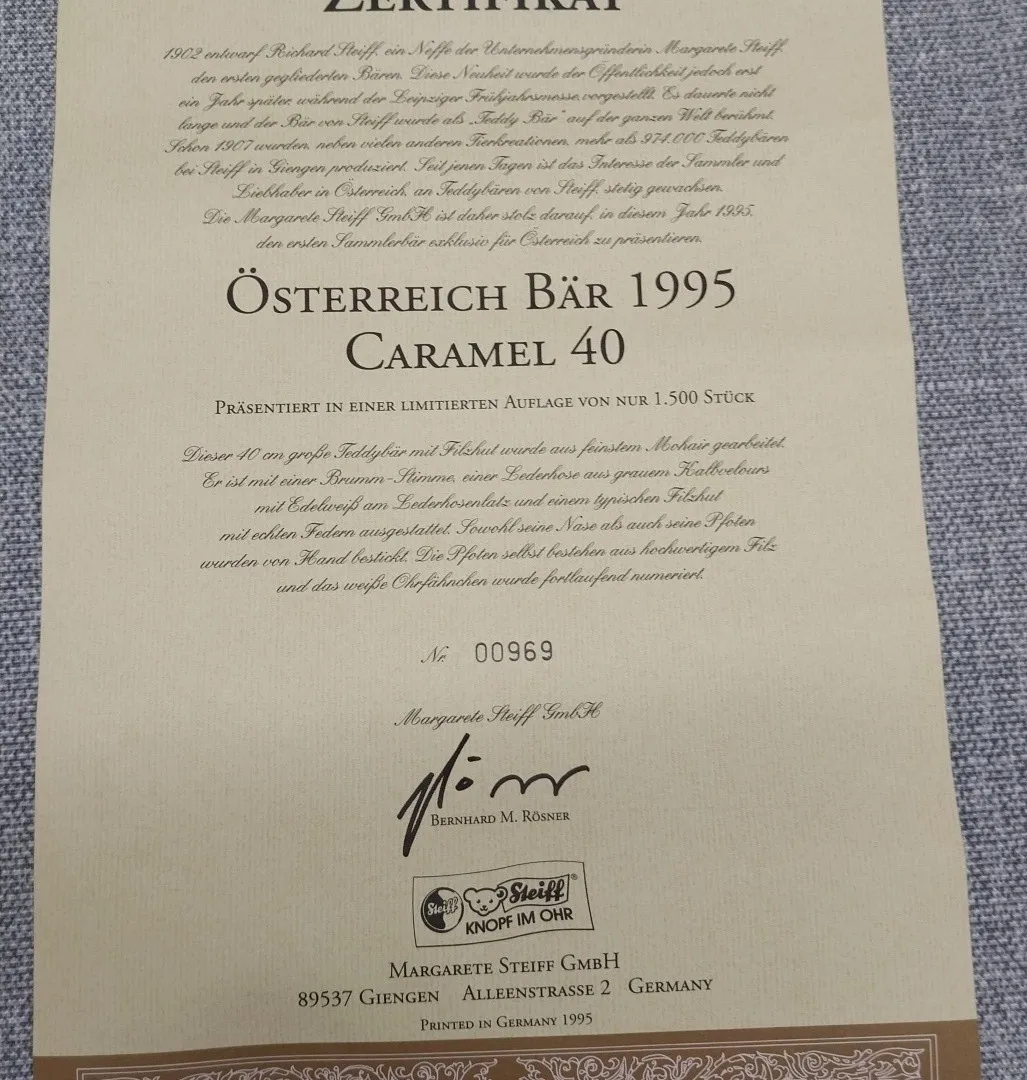 ZERTIFIKAT
1902 entwarf Richard Steiff, ein Neffe der Unternehmensgründerin Margarete Steiff,
den ersten gegliederten Bären. Diese Neuheit wurde der Öffentlichkeit jedoch erst
ein Jahr später, während der Leipziger Frühjahrsmesse, vorgestellt. Es dauerte nicht
lange und der Bär von Steiff wurde als „Teddy Bär" auf der ganzen Welt berühmt.
Schon 1907 wurden, neben vielen anderen Tierkreationen, mehr als 974.000 Teddybären
bei Steiff in Giengen produziert. Seit jenen Tagen ist das Interesse der Sammler und
Liebhaber in Österreich, an Teddybären von Steiff, stetig gewachsen.
Die Margarete Steiff GmbH ist daher stolz darauf, in diesem Jahr 1995,
den ersten Sammlerbär exklusiv für Österreich zu präsentieren.
ÖSTERREICH BÄR 1995
CARAMEL 40
PRÄSENTIERT IN EINER LIMITIERTEN AUFLAGE VON NUR 1.500 STÜCK
Dieser 40 cm große Teddybär mit Filzhut wurde aus feinstem Mohair gearbeitet.
Er ist mit einer Brumm-Stimme, einer Lederhose aus grauem Kalbvelours
mit Edelweiß am Lederhosenlatz und einem typischen Filzhut
mit echten Federn ausgestattet. Sowohl seine Nase als auch seine Pfoten
wurden von Hand bestickt. Die Pfoten selbst bestehen aus hochwertigem Filz
und das weiße Ohrfähnchen wurde fortlaufend numeriert.
Nr. 00969
Margarete Steiff GmbH
BERNHARD M. RÖSNER
Steiff Steiff®
KNOPF IM OHR
MARGARETE STEIFF GMBH
89537 GIENGEN ALLEENSTRASSE 2 GERMANY
PRINTED IN GERMANY 1995